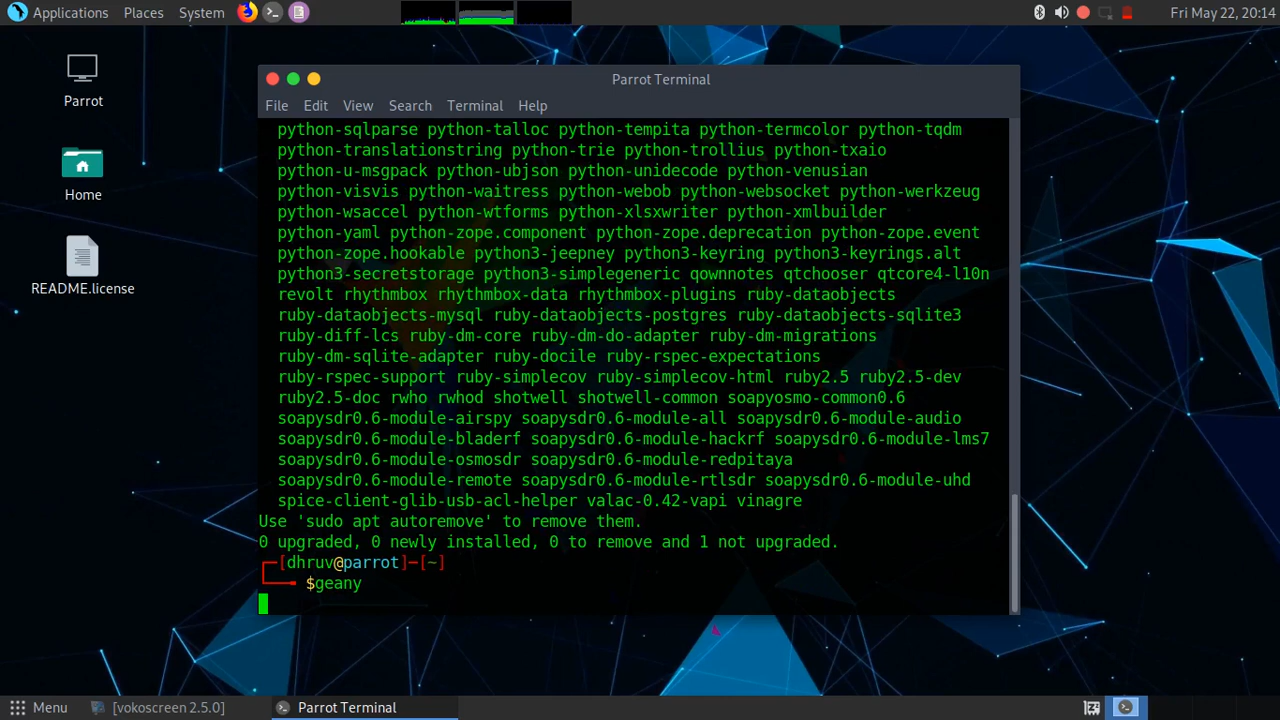 Applications Places System Fri May 22, 20:14
Parrot
Home
README.license
Parrot Terminal
File Edit View Search Terminal Help
python-sqlparse python-talloc python-tempita python-termcolor python-tqdm
python-translationstring python-trie python-trollius python-txaio
python-u-msgpack python-ubjson python-unidecode python-venusian
python-visvis python-waitress python-webob python-websocket python-werkzeug
python-wsaccel python-wtforms python-xlsxwriter python-xmlbuilder
python-yaml python-zope.component python-zope.deprecation python-zope.event
python-zope.hookable python3-jeepney python3-keyring python3-keyrings.alt
python3-secretstorage python3-simplegeneric qownnotes qtchooser qtcore4-l10n
revolt rhythmbox rhythmbox-data rhythmbox-plugins ruby-dataobjects
ruby-dataobjects-mysql ruby-dataobjects-postgres ruby-dataobjects-sqlite3
ruby-diff-lcs ruby-dm-core ruby-dm-do-adapter ruby-dm-migrations
ruby-dm-sqlite-adapter ruby-docile ruby-rspec-expectations
ruby-rspec-support ruby-simplecov ruby-simplecov-html ruby2.5 ruby2.5-dev
ruby2.5-doc rwho rwhod shotwell shotwell-common soapyosmo-common0.6
soapysdr0.6-module-airspy soapysdr0.6-module-all soapysdr0.6-module-audio
soapysdr0.6-module-bladerf soapysdr0.6-module-hackrf soapysdr0.6-module-lms7
soapysdr0.6-module-osmosdr soapysdr0.6-module-redpitaya
soapysdr0.6-module-remote soapysdr0.6-module-rtlsdr soapysdr0.6-module-uhd
spice-client-glib-usb-acl-helper valac-0.42-vapi vinagre
Use 'sudo apt autoremove' to remove them.
0 upgraded, 0 newly installed, 0 to remove and 1 not upgraded.
┌─[dhruv@parrot]─[~]
└──╼ $geany
Menu [vokoscreen 2.5.0] Parrot Terminal